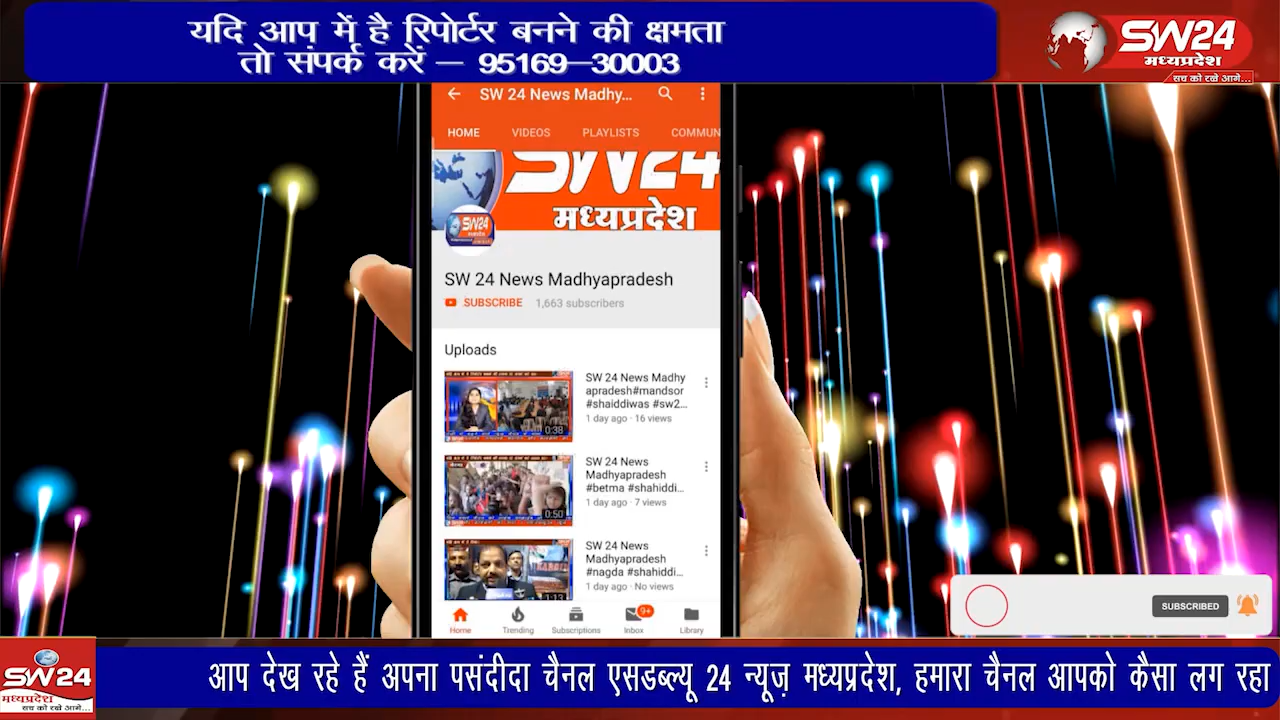 यदि आप में है रिपोर्टर बनने की क्षमता
तो संपर्क करें – 95169–30003
SW24
मध्यप्रदेश
सच को रखे आगे...
SW 24 News Madhy...
HOME VIDEOS PLAYLISTS COMMUN
SW24
मध्यप्रदेश
SW24
SW 24 News Madhyapradesh
SUBSCRIBE 1,663 subscribers
Uploads
SW 24 News Madhy
apradesh#mandsor
#shaiddiwas #sw2...
1 day ago · 16 views
0:38
SW 24 News
Madhyapradesh
#betma #shahiddi...
1 day ago · 7 views
0:50
SW 24 News
Madhyapradesh
#nagda #shahiddi...
1 day ago · No views
1:13
9+
Home Trending Subscriptions Inbox Library
SUBSCRIBED
SW24
मध्यप्रदेश
सच को रखे आगे...
आप देख रहे हैं अपना पसंदीदा चैनल एसडब्ल्यू 24 न्यूज़ मध्यप्रदेश, हमारा चैनल आपको कैसा लग रहा